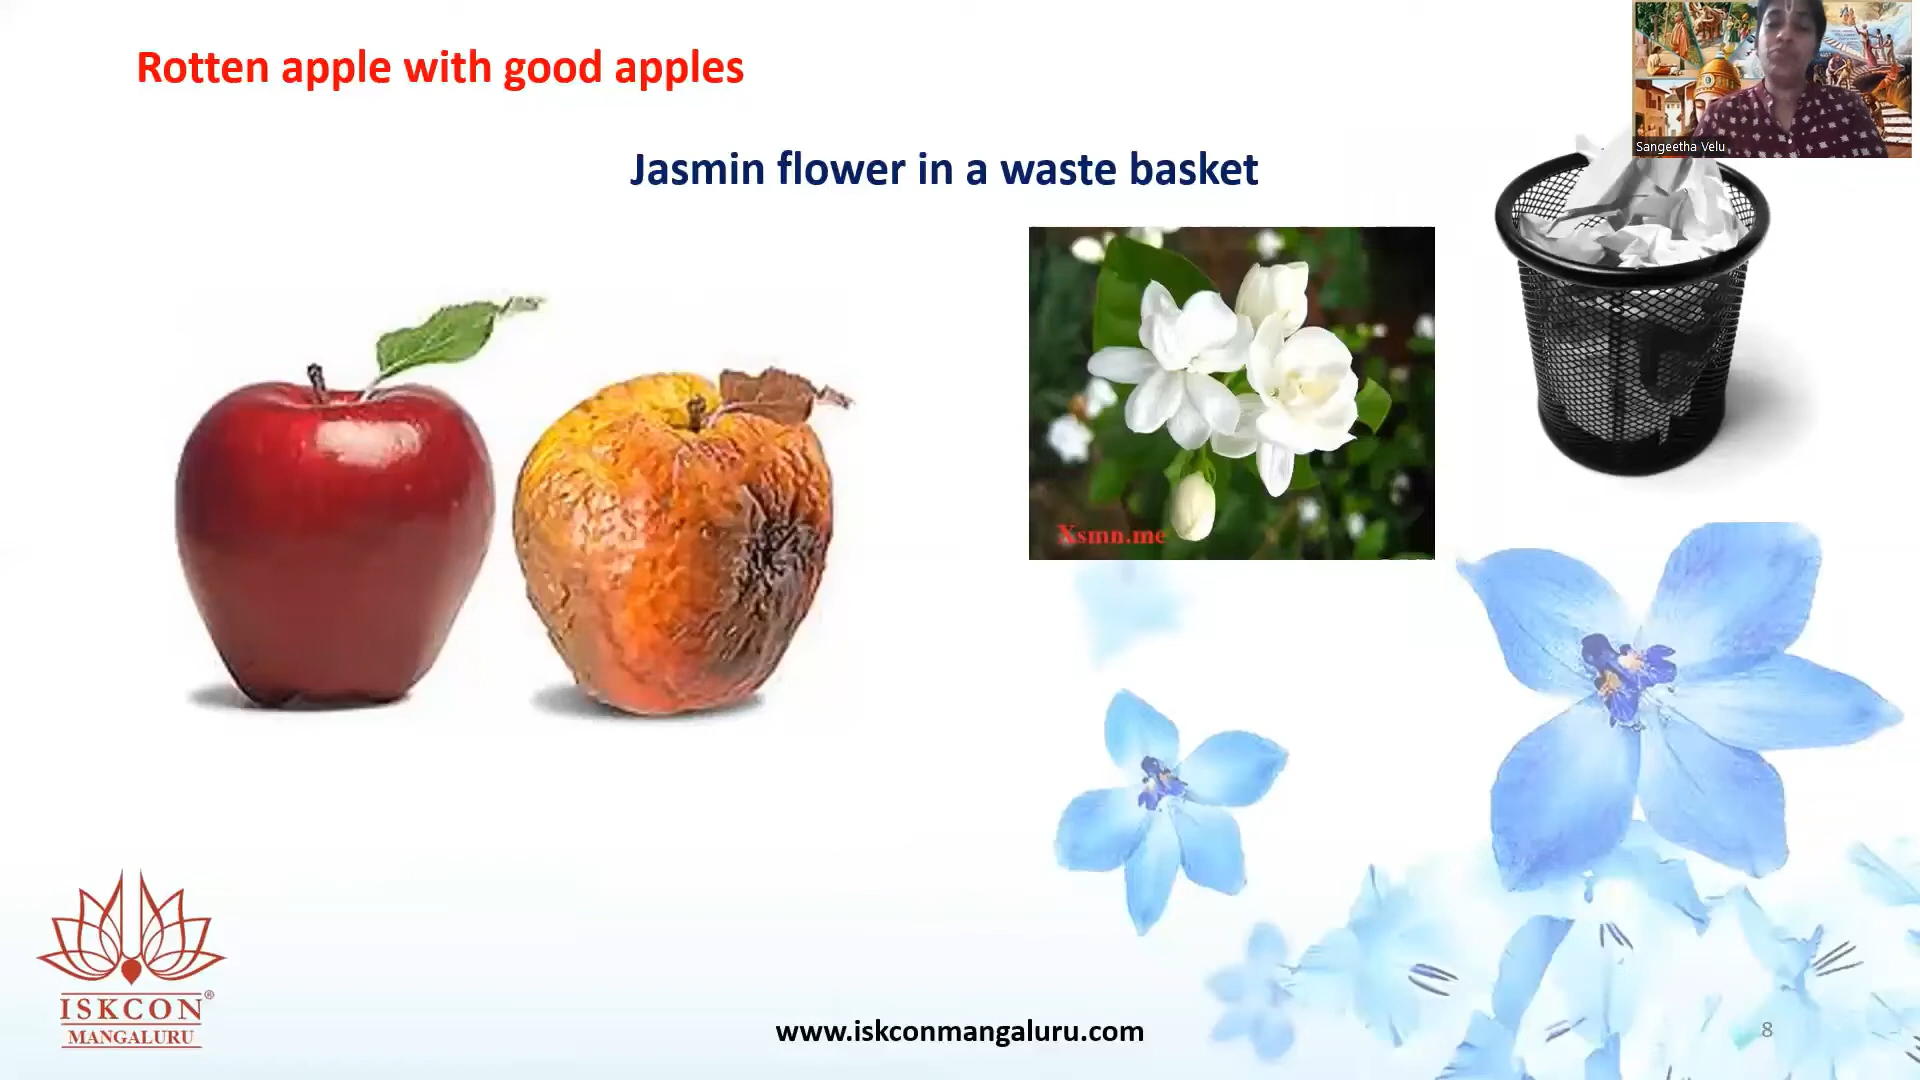 Rotten apple with good apples
Sangeetha Velu
Jasmin flower in a waste basket
Xsmn.me
ISKCON®
MANGALURU
www.iskconmangaluru.com
8